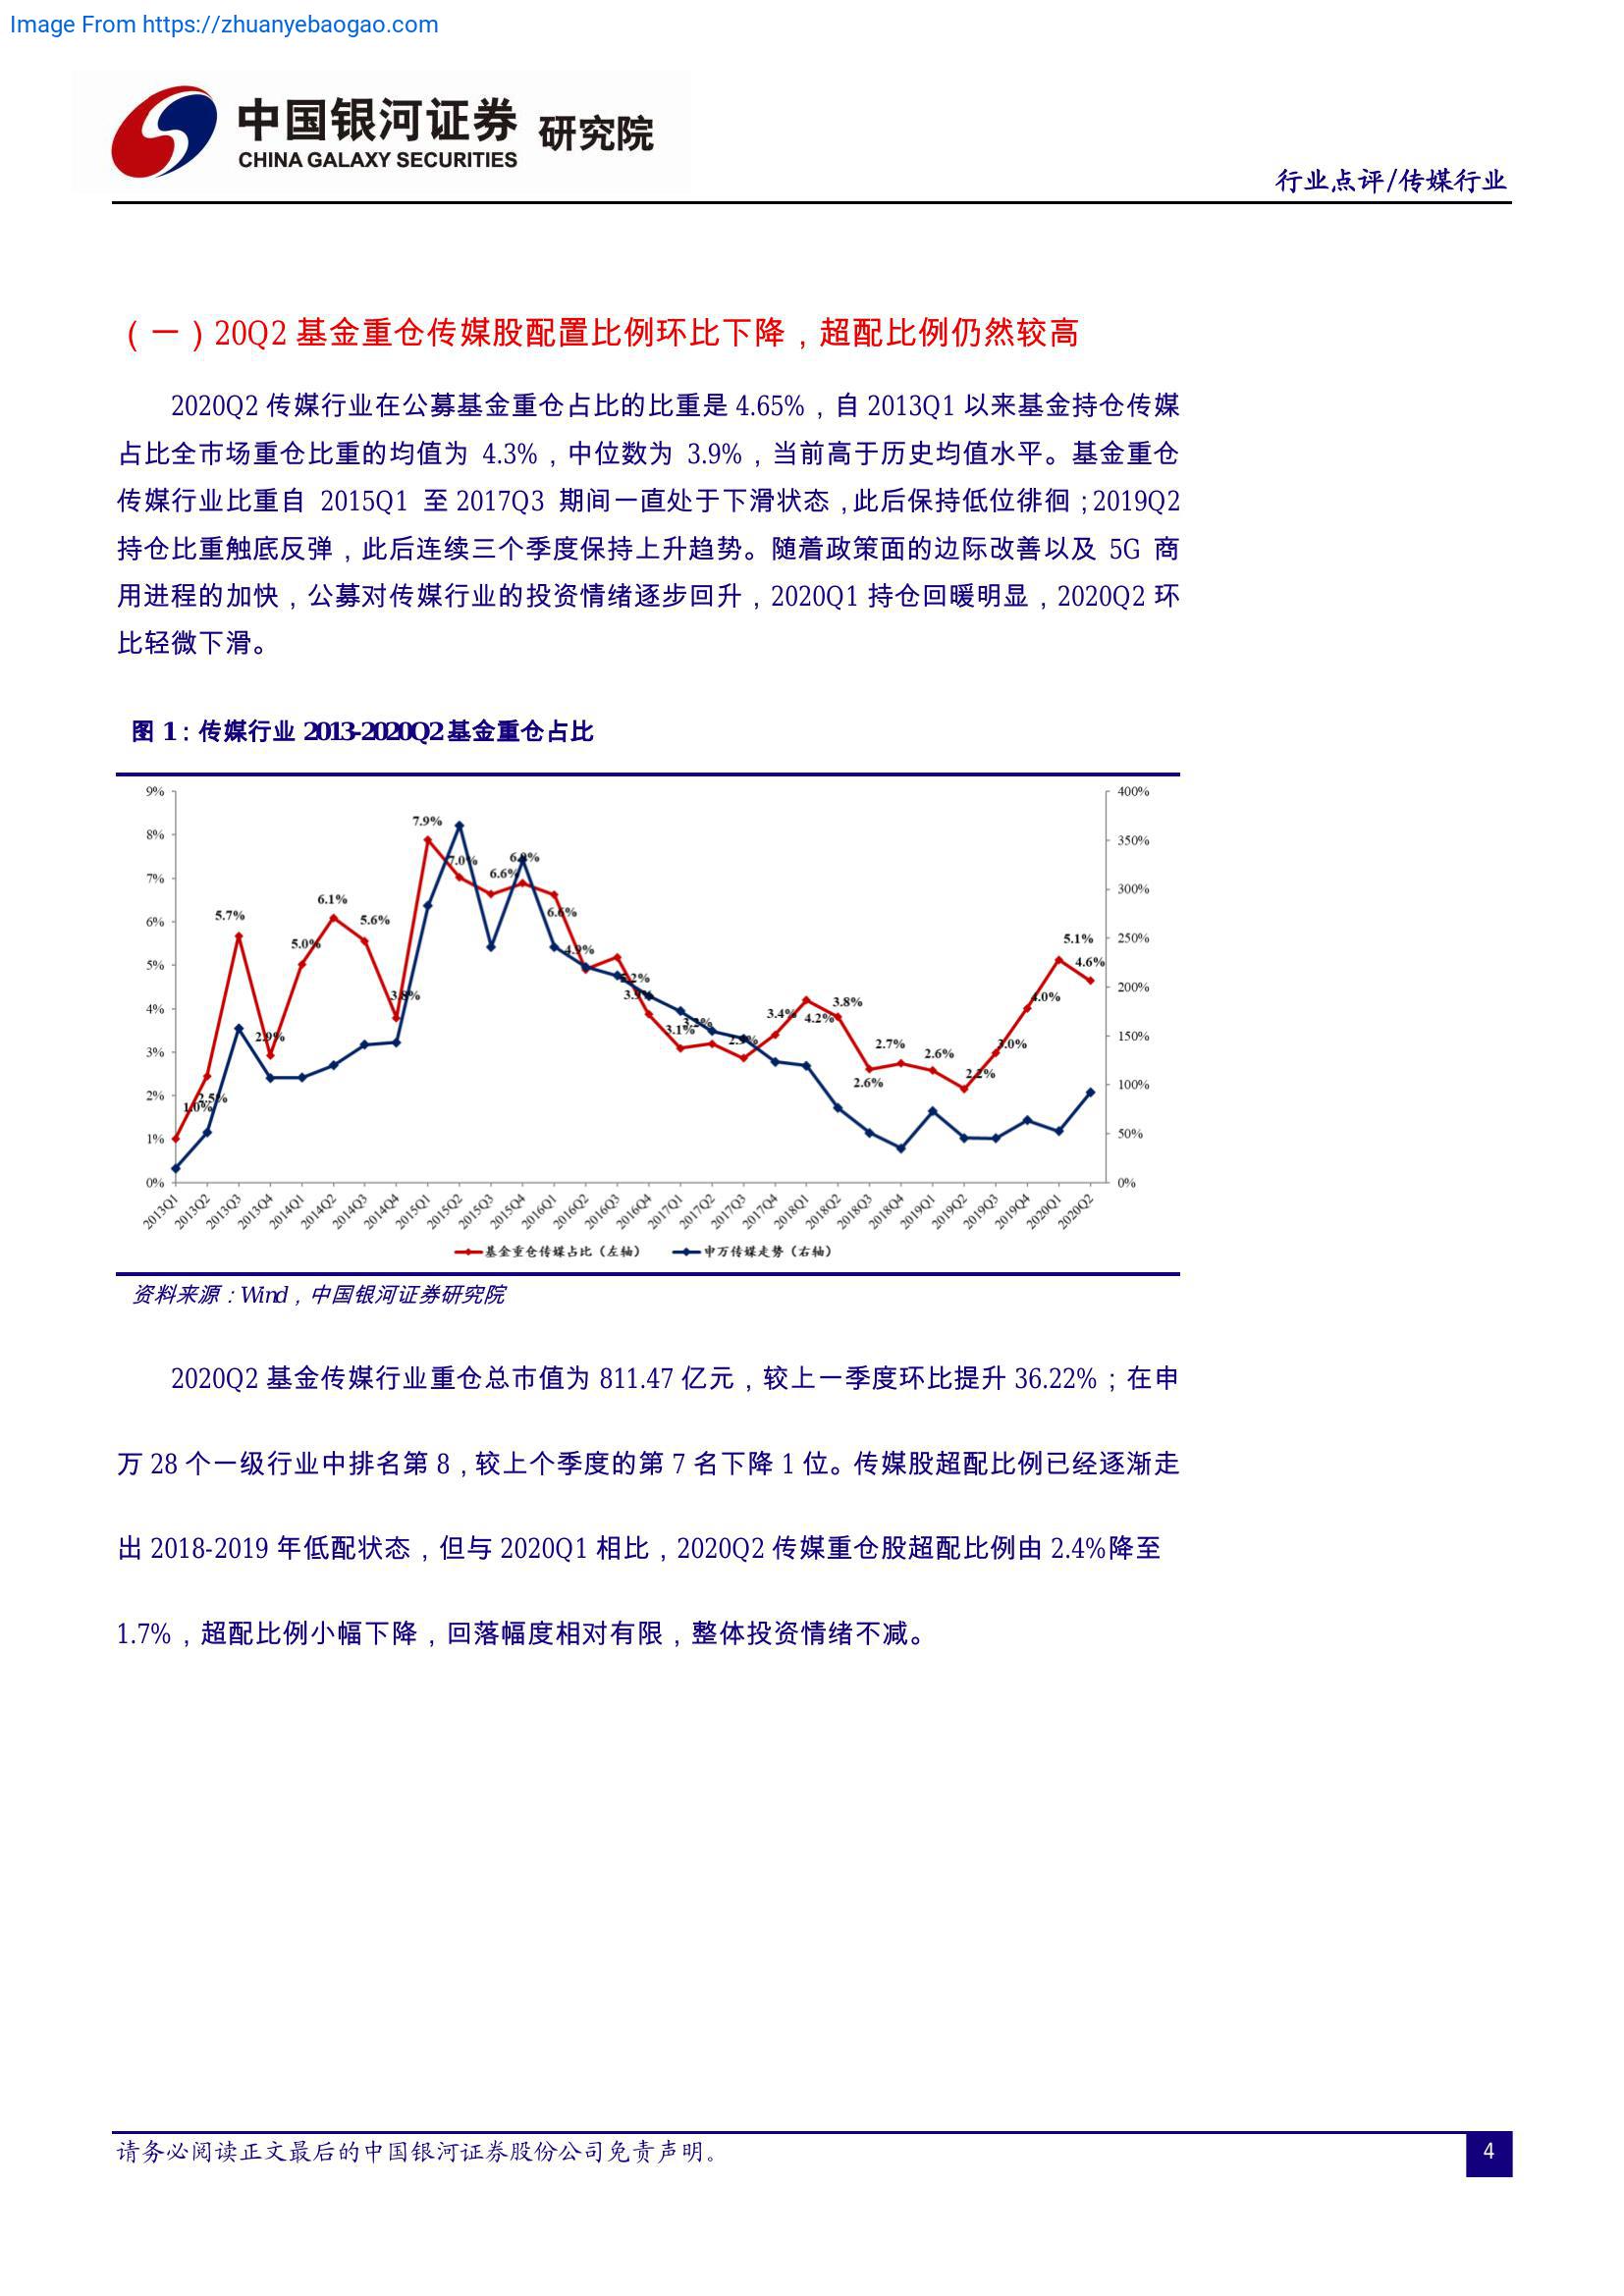 Image From https://zhuanyebaogao.com
中国银河证券 研究院
CHINA GALAXY SECURITIES
行业点评/传媒行业
（一）20Q2 基金重仓传媒股配置比例环比下降，超配比例仍然较高
2020Q2 传媒行业在公募基金重仓占比的比重是 4.65%，自 2013Q1 以来基金持仓传媒
占比全市场重仓比重的均值为 4.3%，中位数为 3.9%，当前高于历史均值水平。基金重仓
传媒行业比重自 2015Q1 至 2017Q3 期间一直处于下滑状态，此后保持低位徘徊；2019Q2
持仓比重触底反弹，此后连续三个季度保持上升趋势。随着政策面的边际改善以及 5G 商
用进程的加快，公募对传媒行业的投资情绪逐步回升，2020Q1 持仓回暖明显，2020Q2 环
比轻微下滑。
图 1：传媒行业 2013-2020Q2 基金重仓占比
9%
8%
7%
6%
5%
4%
3%
2%
1%
0%
400%
350%
300%
250%
200%
150%
100%
50%
0%
1.0%
2.5%
5.7%
2.9%
5.0%
6.1%
5.6%
3.8%
7.9%
7.0%
6.6%
6.9%
6.6%
4.9%
5.2%
3.9%
3.1%
3.2%
2.9%
3.4%
4.2%
3.8%
2.6%
2.7%
2.6%
2.2%
3.0%
4.0%
5.1%
4.6%
2013Q1
2013Q2
2013Q3
2013Q4
2014Q1
2014Q2
2014Q3
2014Q4
2015Q1
2015Q2
2015Q3
2015Q4
2016Q1
2016Q2
2016Q3
2016Q4
2017Q1
2017Q2
2017Q3
2017Q4
2018Q1
2018Q2
2018Q3
2018Q4
2019Q1
2019Q2
2019Q3
2019Q4
2020Q1
2020Q2
基金重仓传媒占比（左轴） 申万传媒走势（右轴）
资料来源：Wind，中国银河证券研究院
2020Q2 基金传媒行业重仓总市值为 811.47 亿元，较上一季度环比提升 36.22%；在申
万 28 个一级行业中排名第 8，较上个季度的第 7 名下降 1 位。传媒股超配比例已经逐渐走
出 2018-2019 年低配状态，但与 2020Q1 相比，2020Q2 传媒重仓股超配比例由 2.4%降至
1.7%，超配比例小幅下降，回落幅度相对有限，整体投资情绪不减。
请务必阅读正文最后的中国银河证券股份公司免责声明。
4